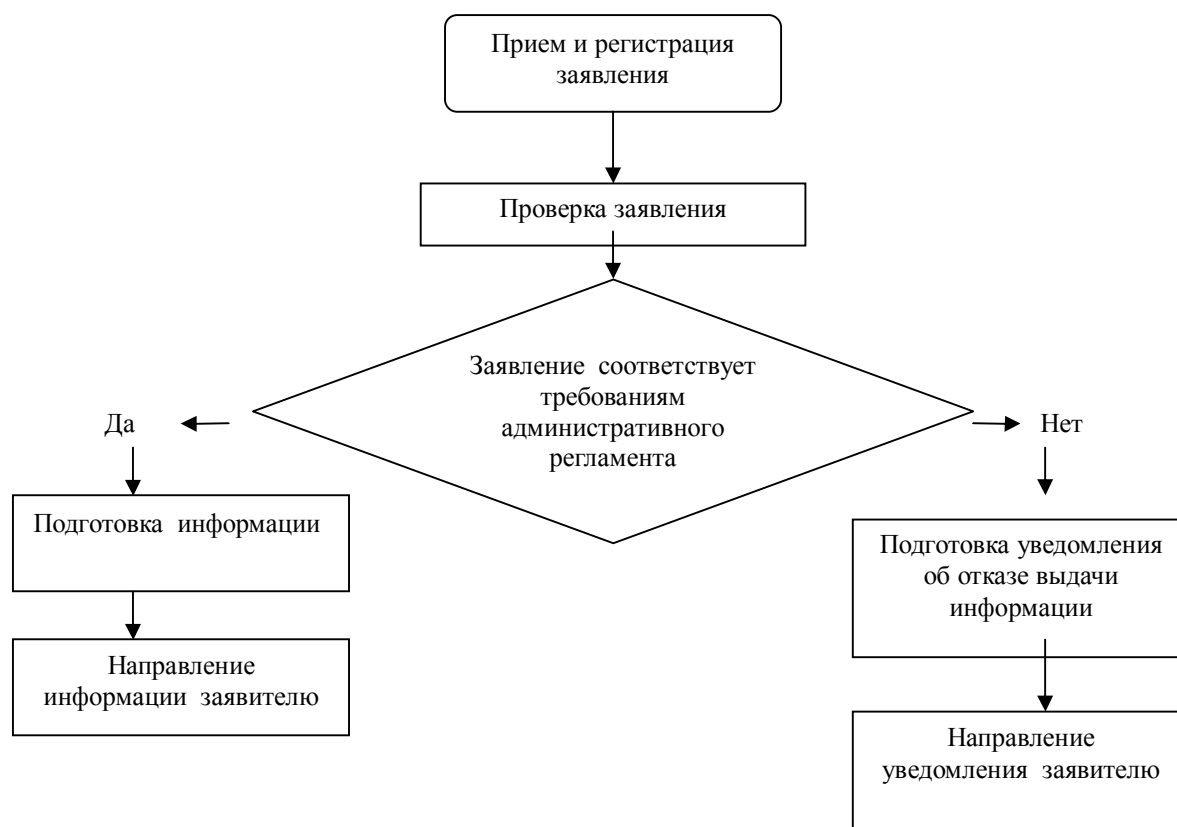 Прием и регистрация
заявления
Проверка заявления
Заявление соответствует
требованиям
административного
регламента
Да
Нет
Подготовка информации
Направление
информации заявителю
Подготовка уведомления
об отказе выдачи
информации
Направление
уведомления заявителю